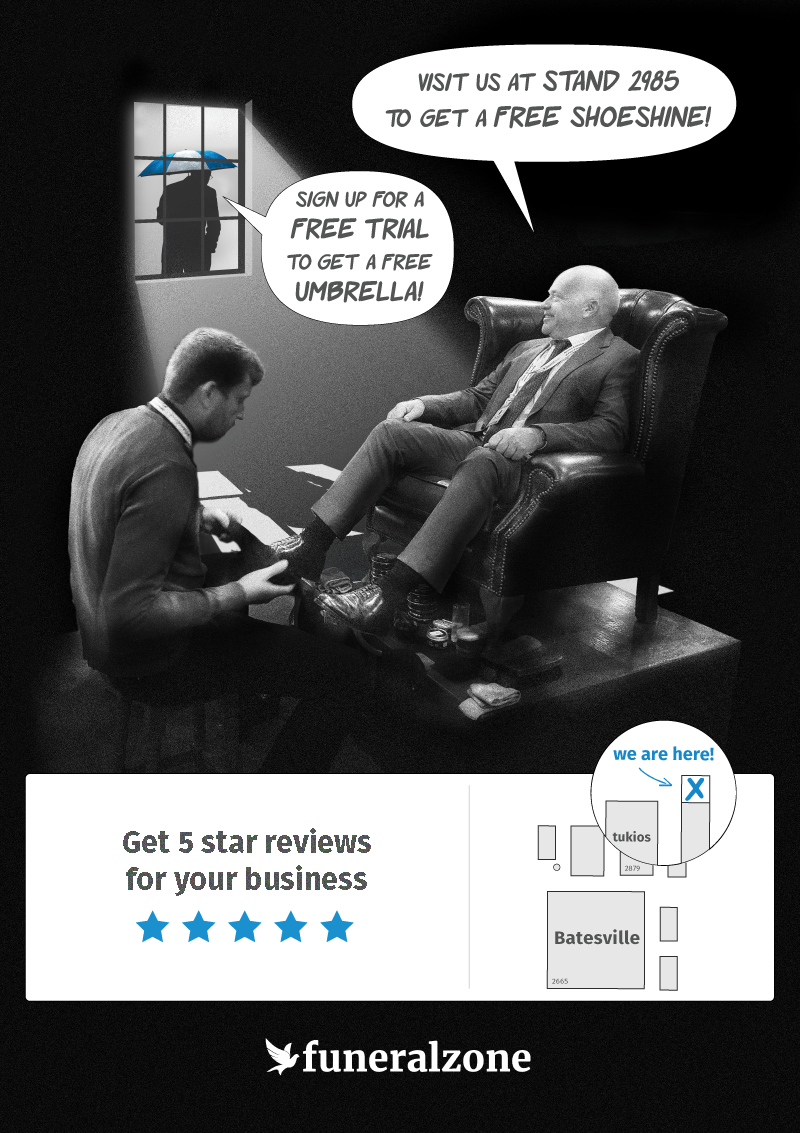 VISIT US AT STAND 2985
TO GET A FREE SHOESHINE!
SIGN UP FOR A
FREE TRIAL
TO GET A FREE
UMBRELLA!
we are here!
X
Get 5 star reviews
for your business
tukios
2879
Batesville
2665
funeralzone